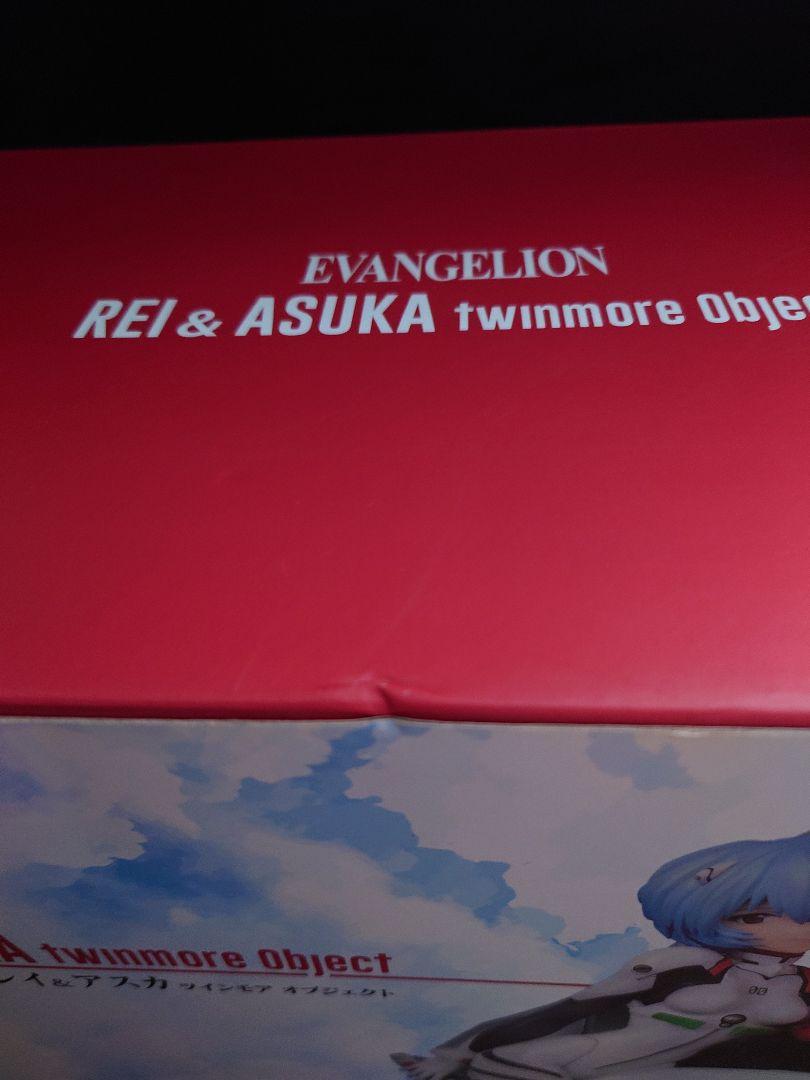 EVANGELION
REI & ASUKA twinmore Objec
A twinmore Object
レイ&アスカ ツインモア オブジェクト
00